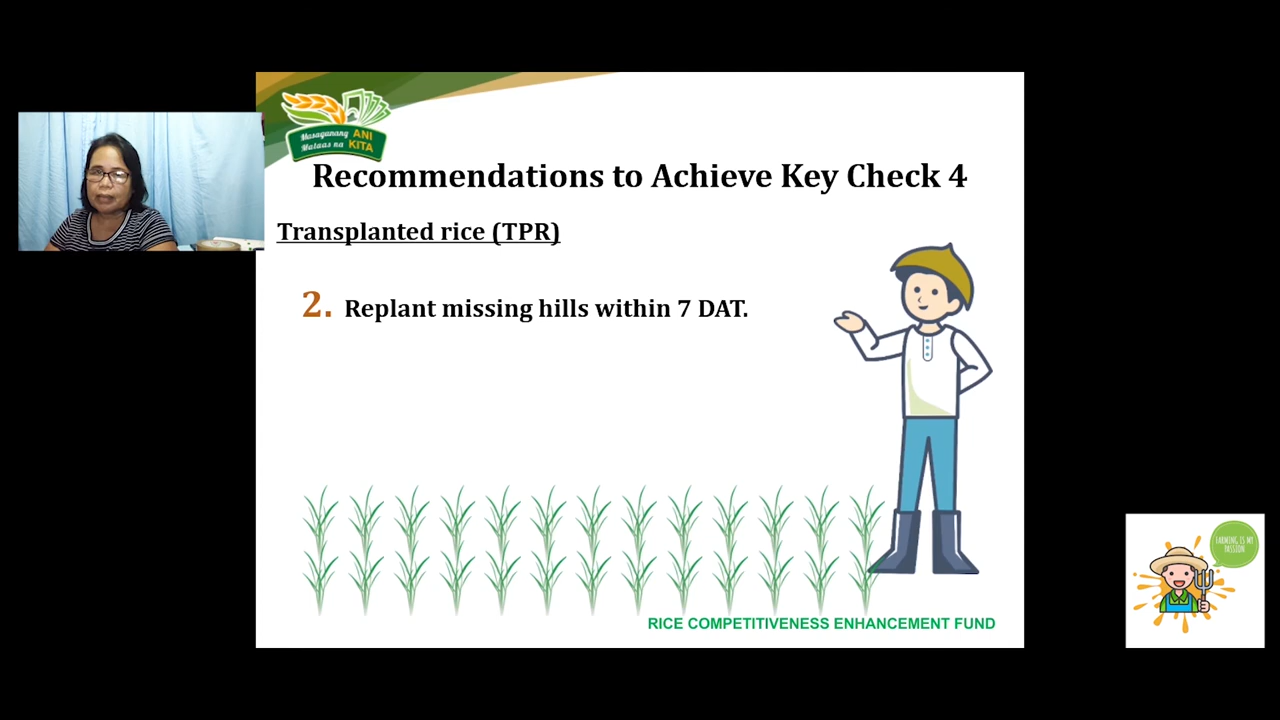 Masaganang ANI
Mataas na KITA
Recommendations to Achieve Key Check 4
Transplanted rice (TPR)
2. Replant missing hills within 7 DAT.
FARMING IS MY
PASSION
RICE COMPETITIVENESS ENHANCEMENT FUND